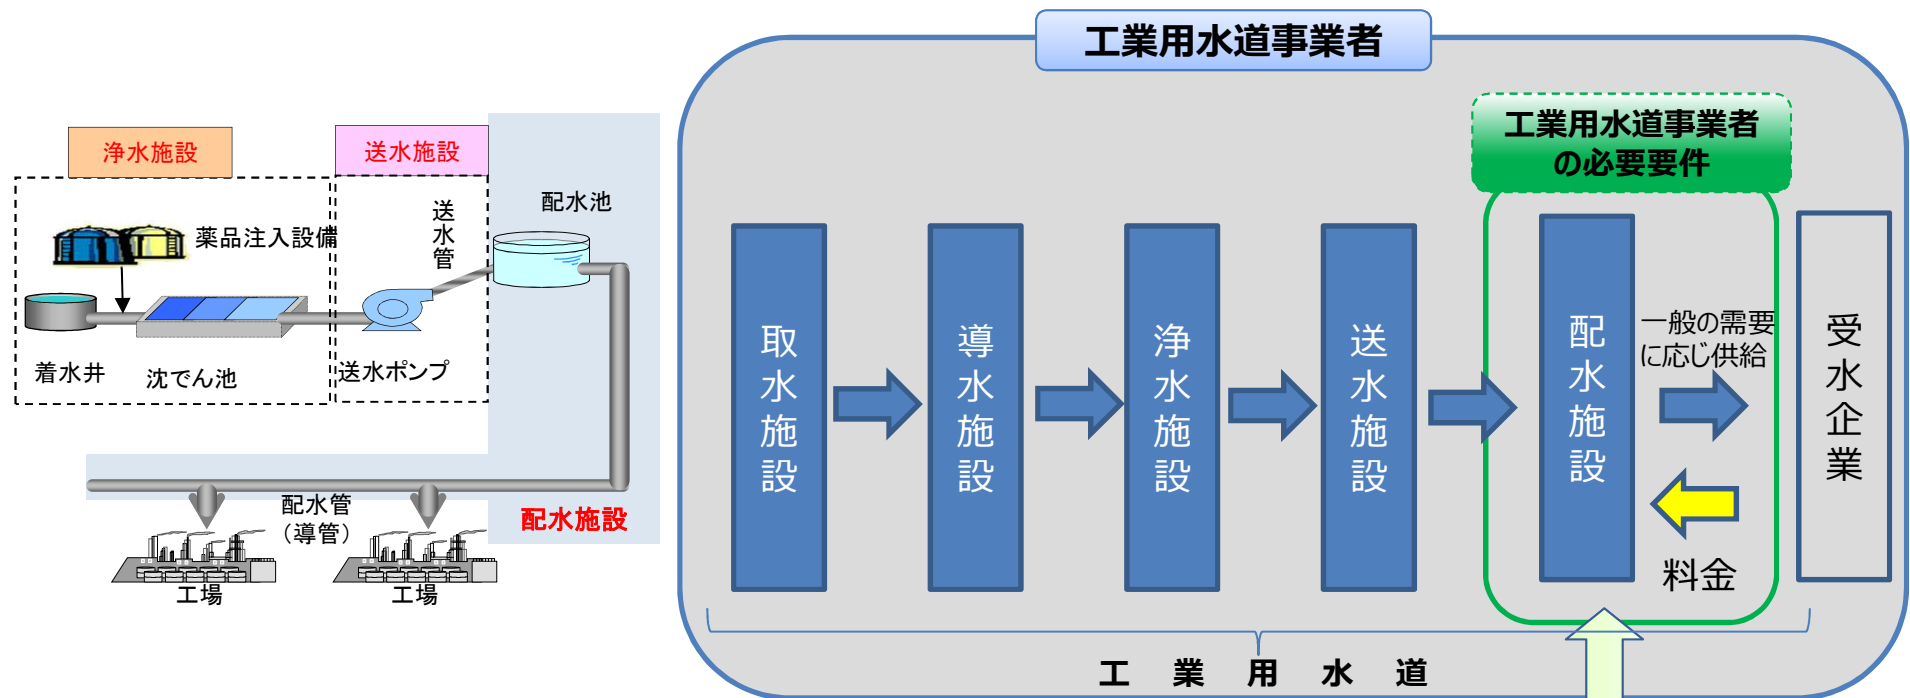 浄水施設
送水施設
薬品注入設備
送水管
配水池
着水井
沈でん池
送水ポンプ
配水管
（導管）
配水施設
工場
工場
工業用水道事業者
工業用水道事業者
の必要要件
取水施設
導水施設
浄水施設
送水施設
配水施設
一般の需要
に応じ供給
料金
受水企業
工業用水道